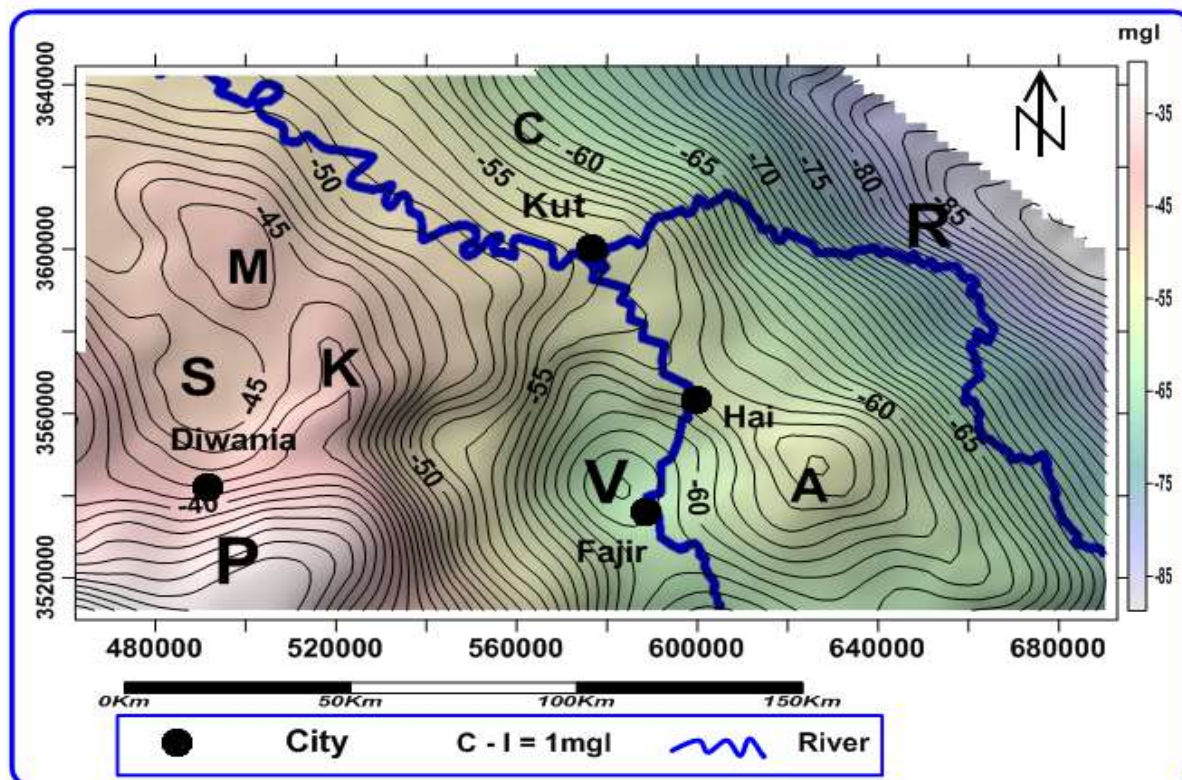 mgl
3640000
3600000
3560000
3520000
-35
-45
-55
-65
-75
-85
C
-50
-55
-60
-65
-70
-75
-80
-85
Kut
R
-45
M
S
K
-45
-55
Hai
-60
-65
Diwania
-50
V
-60
A
-40
Fajir
P
480000 520000 560000 600000 640000 680000
0Km 50Km 100Km 150Km
City C - I = 1mgl River
N